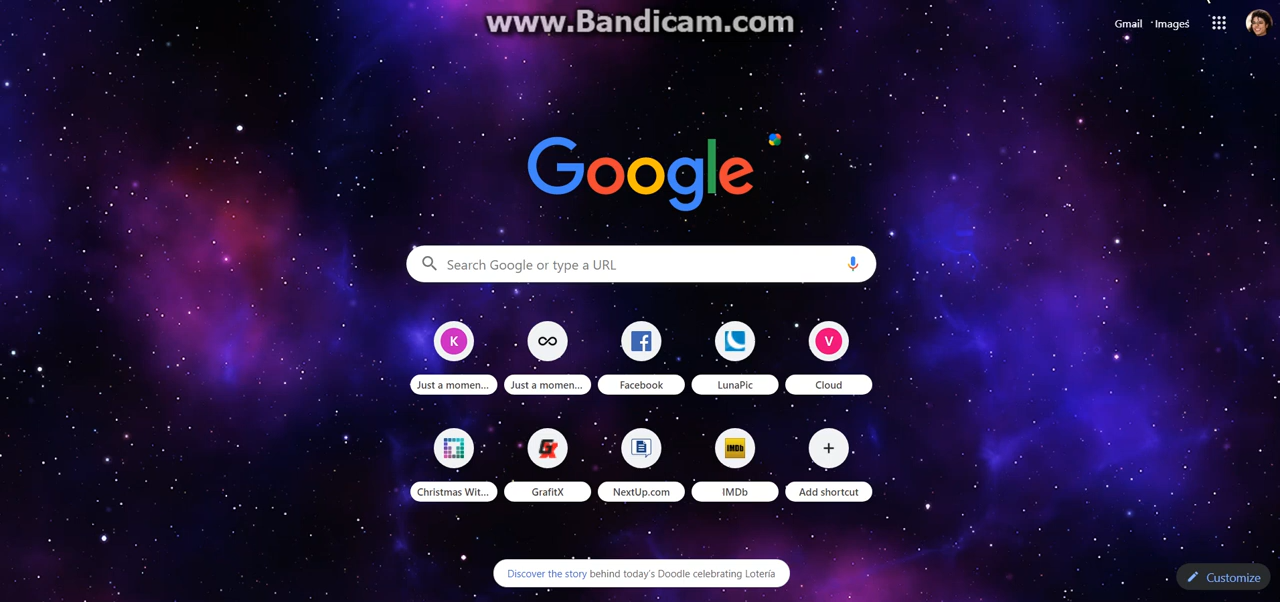 www.Bandicam.com
Gmail Images
Google
Search Google or type a URL
K
V
Just a momen... Just a momen... Facebook LunaPic Cloud
GX IMDb
Christmas Wit... GrafitX NextUp.com IMDb Add shortcut
Discover the story behind today's Doodle celebrating Lotería
Customize